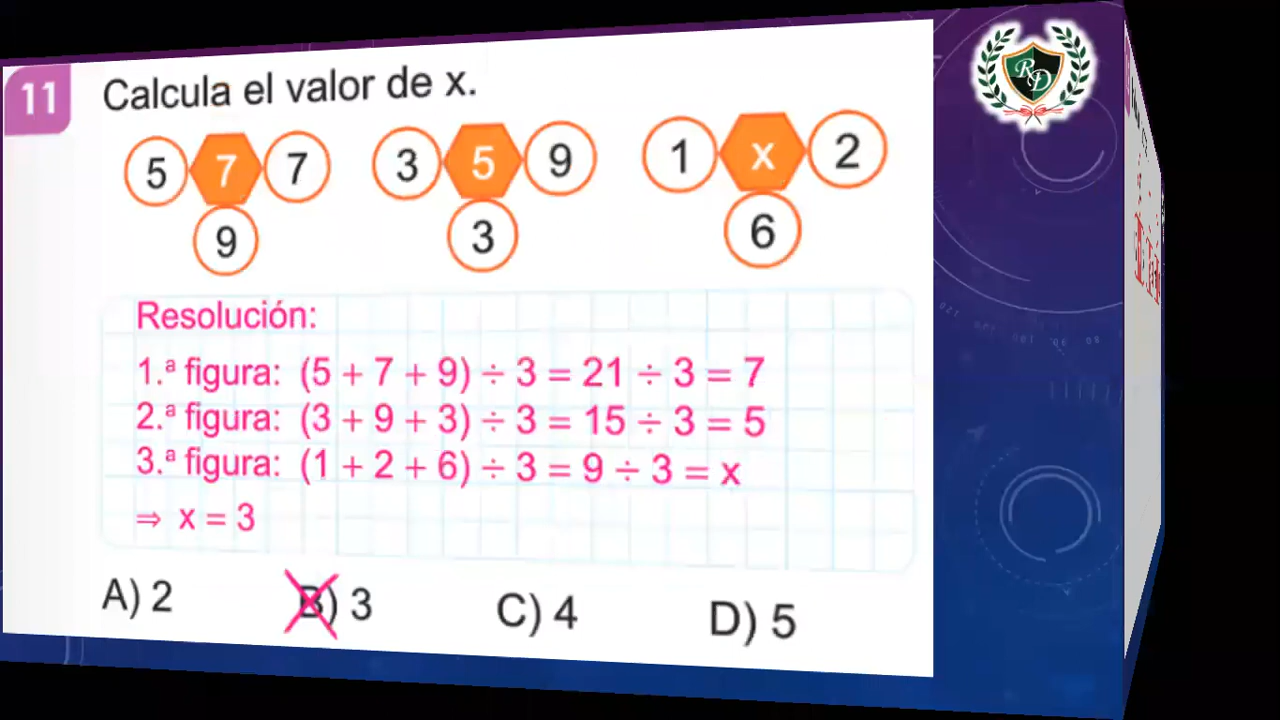 11 Calcula el valor de x.
5 7 7 3 5 9 1 x 2
9 3 6
Resolución:
1.ª figura: (5 + 7 + 9) ÷ 3 = 21 ÷ 3 = 7
2.ª figura: (3 + 9 + 3) ÷ 3 = 15 ÷ 3 = 5
3.ª figura: (1 + 2 + 6) ÷ 3 = 9 ÷ 3 = x
⇒ x = 3
A) 2 B) 3 C) 4 D) 5
RD